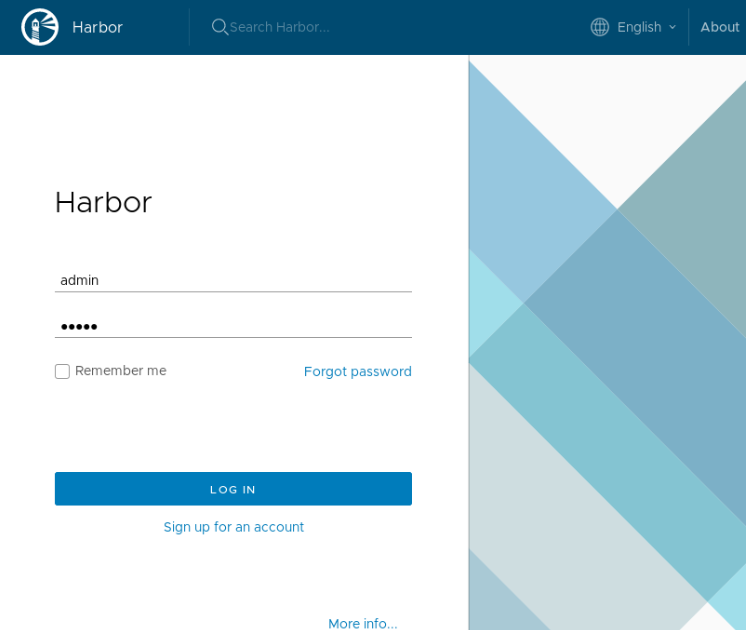 Harbor
Search Harbor...
English
About
Harbor
admin
•••••
Remember me
Forgot password
LOG IN
Sign up for an account
More info...